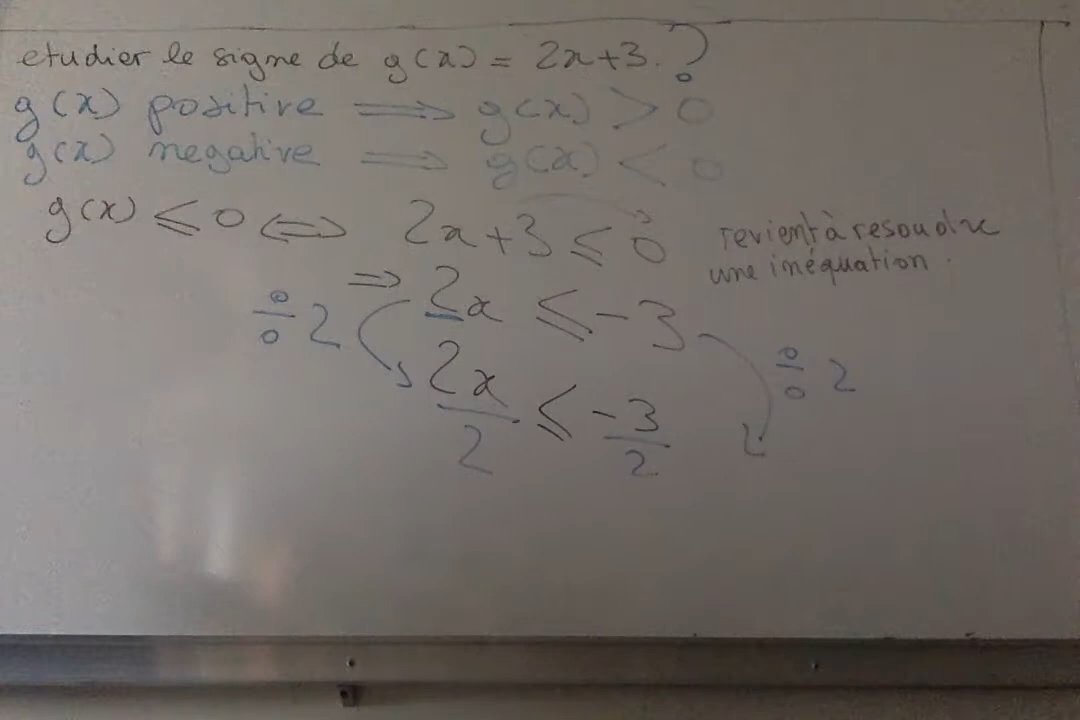 etudier le signe de g(x) = 2x+3. ?
g(x) positive ⟹ g(x) > 0
g(x) negative ⟹ g(x) < 0
g(x) ≤ 0 ⟺ 2x+3 ≤ 0 revient à resoudre
une inéquation.
⇒ 2x ≤ -3
÷ 2 ÷ 2
2x/2 ≤ -3/2